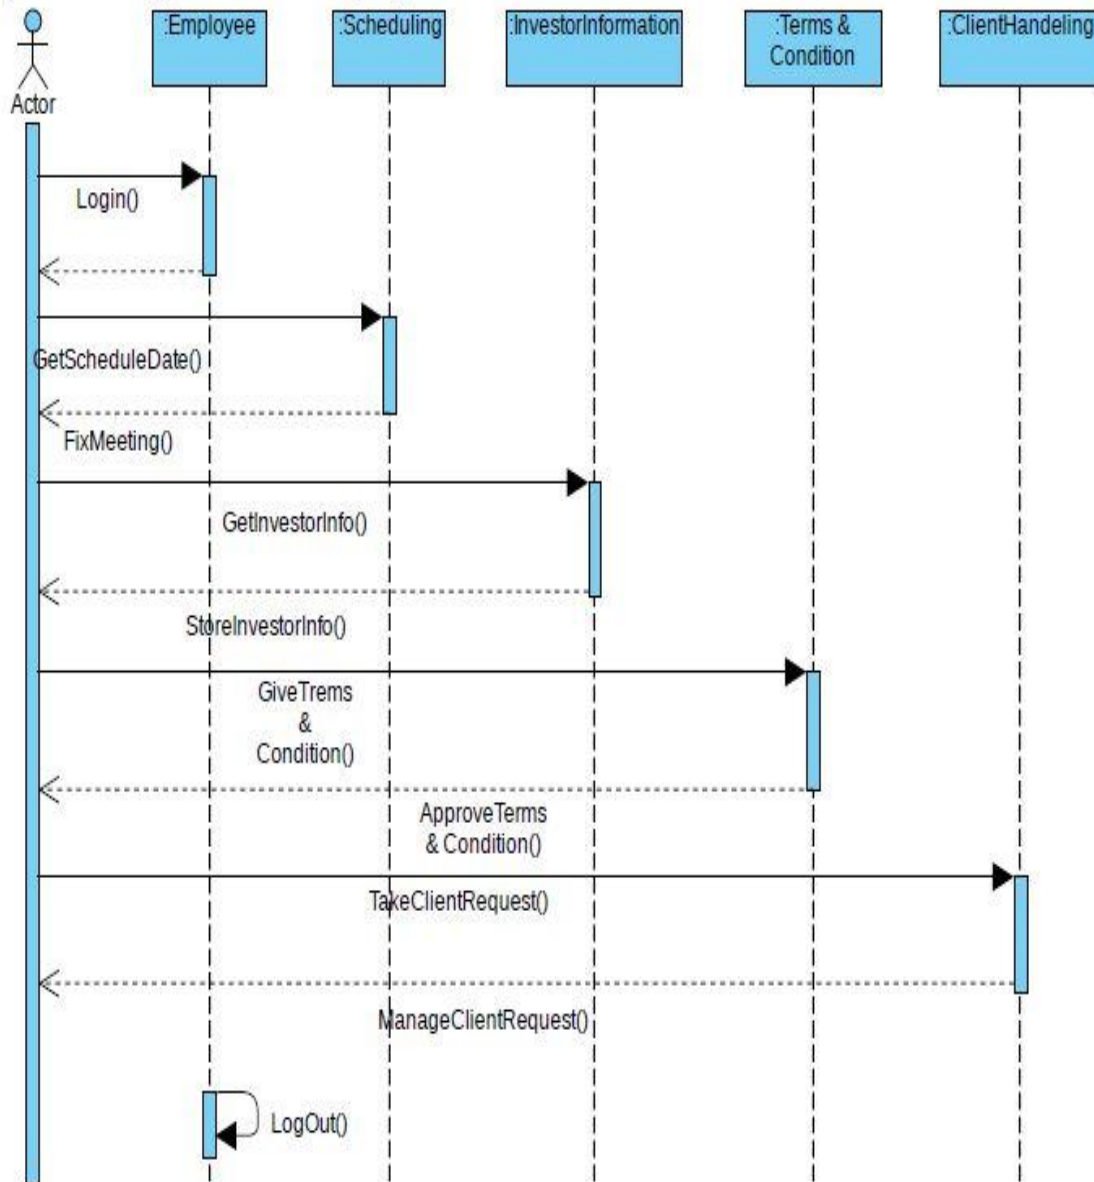 :Employee
:Scheduling
:InvestorInformation
:Terms &
Condition
:ClientHandeling
Actor
Login()
GetScheduleDate()
FixMeeting()
GetInvestorInfo()
StoreInvestorInfo()
GiveTrems
&
Condition()
ApproveTerms
& Condition()
TakeClientRequest()
ManageClientRequest()
LogOut()